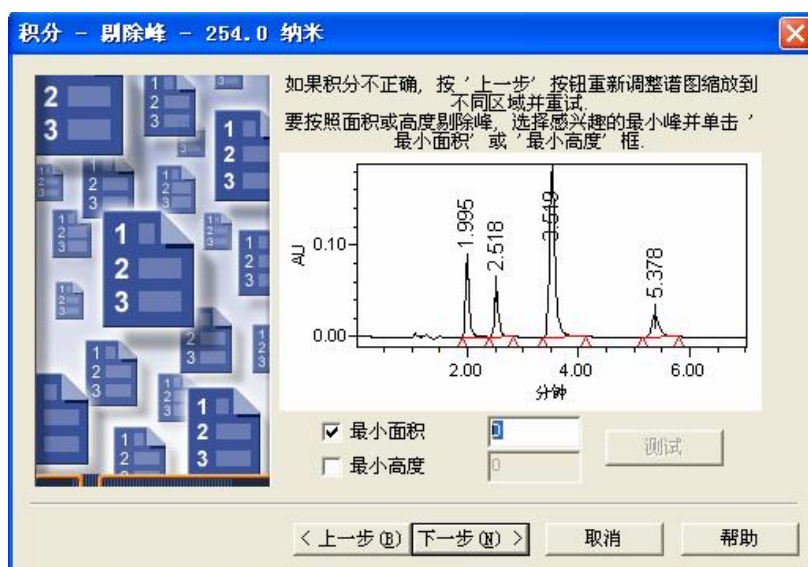 积分 - 剔除峰 - 254.0 纳米
如果积分不正确, 按 '上一步' 按钮重新调整谱图缩放到
不同区域并重试.
要按照面积或高度剔除峰, 选择感兴趣的最小峰并单击 '
最小面积' 或 '最小高度' 框.
1.995
2.518
3.519
5.378
AU
0.10
0.00
2.00 4.00 6.00
分钟
最小面积 0
最小高度 0
测试
< 上一步(B) 下一步(N) > 取消 帮助
1 2 3